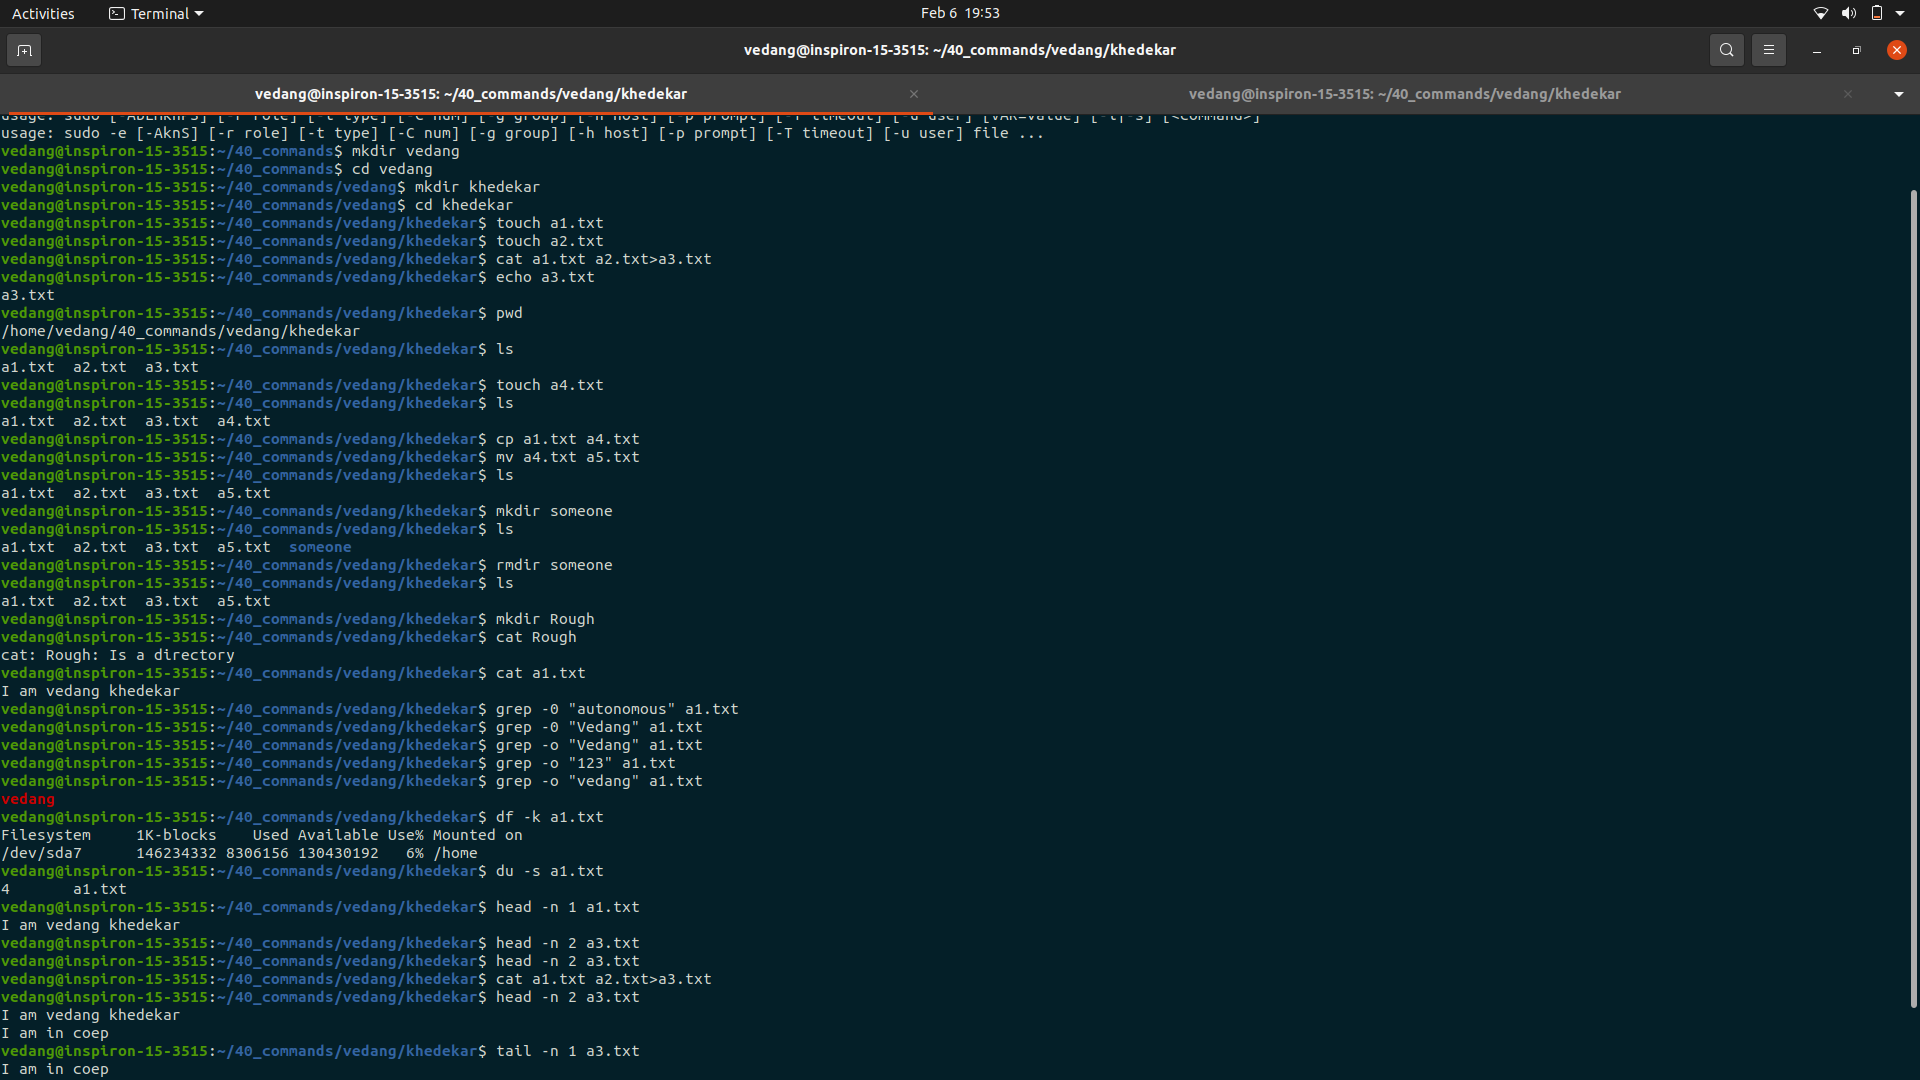 Activities Terminal Feb 6 19:53
vedang@inspiron-15-3515: ~/40_commands/vedang/khedekar
vedang@inspiron-15-3515: ~/40_commands/vedang/khedekar vedang@inspiron-15-3515: ~/40_commands/vedang/khedekar
usage: sudo [-r role] [-t type] [-C num] [-g group] [-h host] [-p prompt] [-T timeout] [-u user] [VAR=value] [-i|-s] [<command>]
usage: sudo -e [-AknS] [-r role] [-t type] [-C num] [-g group] [-h host] [-p prompt] [-T timeout] [-u user] file ...
vedang@inspiron-15-3515:~/40_commands$ mkdir vedang
vedang@inspiron-15-3515:~/40_commands$ cd vedang
vedang@inspiron-15-3515:~/40_commands/vedang$ mkdir khedekar
vedang@inspiron-15-3515:~/40_commands/vedang$ cd khedekar
vedang@inspiron-15-3515:~/40_commands/vedang/khedekar$ touch a1.txt
vedang@inspiron-15-3515:~/40_commands/vedang/khedekar$ touch a2.txt
vedang@inspiron-15-3515:~/40_commands/vedang/khedekar$ cat a1.txt a2.txt>a3.txt
vedang@inspiron-15-3515:~/40_commands/vedang/khedekar$ echo a3.txt
a3.txt
vedang@inspiron-15-3515:~/40_commands/vedang/khedekar$ pwd
/home/vedang/40_commands/vedang/khedekar
vedang@inspiron-15-3515:~/40_commands/vedang/khedekar$ ls
a1.txt a2.txt a3.txt
vedang@inspiron-15-3515:~/40_commands/vedang/khedekar$ touch a4.txt
vedang@inspiron-15-3515:~/40_commands/vedang/khedekar$ ls
a1.txt a2.txt a3.txt a4.txt
vedang@inspiron-15-3515:~/40_commands/vedang/khedekar$ cp a1.txt a4.txt
vedang@inspiron-15-3515:~/40_commands/vedang/khedekar$ mv a4.txt a5.txt
vedang@inspiron-15-3515:~/40_commands/vedang/khedekar$ ls
a1.txt a2.txt a3.txt a5.txt
vedang@inspiron-15-3515:~/40_commands/vedang/khedekar$ mkdir someone
vedang@inspiron-15-3515:~/40_commands/vedang/khedekar$ ls
a1.txt a2.txt a3.txt a5.txt someone
vedang@inspiron-15-3515:~/40_commands/vedang/khedekar$ rmdir someone
vedang@inspiron-15-3515:~/40_commands/vedang/khedekar$ ls
a1.txt a2.txt a3.txt a5.txt
vedang@inspiron-15-3515:~/40_commands/vedang/khedekar$ mkdir Rough
vedang@inspiron-15-3515:~/40_commands/vedang/khedekar$ cat Rough
cat: Rough: Is a directory
vedang@inspiron-15-3515:~/40_commands/vedang/khedekar$ cat a1.txt
I am vedang khedekar
vedang@inspiron-15-3515:~/40_commands/vedang/khedekar$ grep -0 "autonomous" a1.txt
vedang@inspiron-15-3515:~/40_commands/vedang/khedekar$ grep -0 "Vedang" a1.txt
vedang@inspiron-15-3515:~/40_commands/vedang/khedekar$ grep -o "Vedang" a1.txt
vedang@inspiron-15-3515:~/40_commands/vedang/khedekar$ grep -o "123" a1.txt
vedang@inspiron-15-3515:~/40_commands/vedang/khedekar$ grep -o "vedang" a1.txt
vedang
vedang@inspiron-15-3515:~/40_commands/vedang/khedekar$ df -k a1.txt
Filesystem 1K-blocks Used Available Use% Mounted on
/dev/sda7 146234332 8306156 130430192 6% /home
vedang@inspiron-15-3515:~/40_commands/vedang/khedekar$ du -s a1.txt
4 a1.txt
vedang@inspiron-15-3515:~/40_commands/vedang/khedekar$ head -n 1 a1.txt
I am vedang khedekar
vedang@inspiron-15-3515:~/40_commands/vedang/khedekar$ head -n 2 a3.txt
vedang@inspiron-15-3515:~/40_commands/vedang/khedekar$ head -n 2 a3.txt
vedang@inspiron-15-3515:~/40_commands/vedang/khedekar$ cat a1.txt a2.txt>a3.txt
vedang@inspiron-15-3515:~/40_commands/vedang/khedekar$ head -n 2 a3.txt
I am vedang khedekar
I am in coep
vedang@inspiron-15-3515:~/40_commands/vedang/khedekar$ tail -n 1 a3.txt
I am in coep